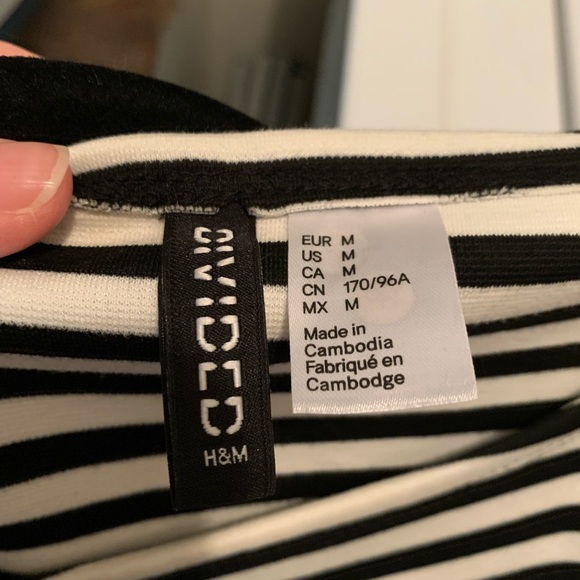 DIVIDED
H&M
EUR M
US M
CA M
CN 170/96A
MX M
Made in
Cambodia
Fabriqué en
Cambodge